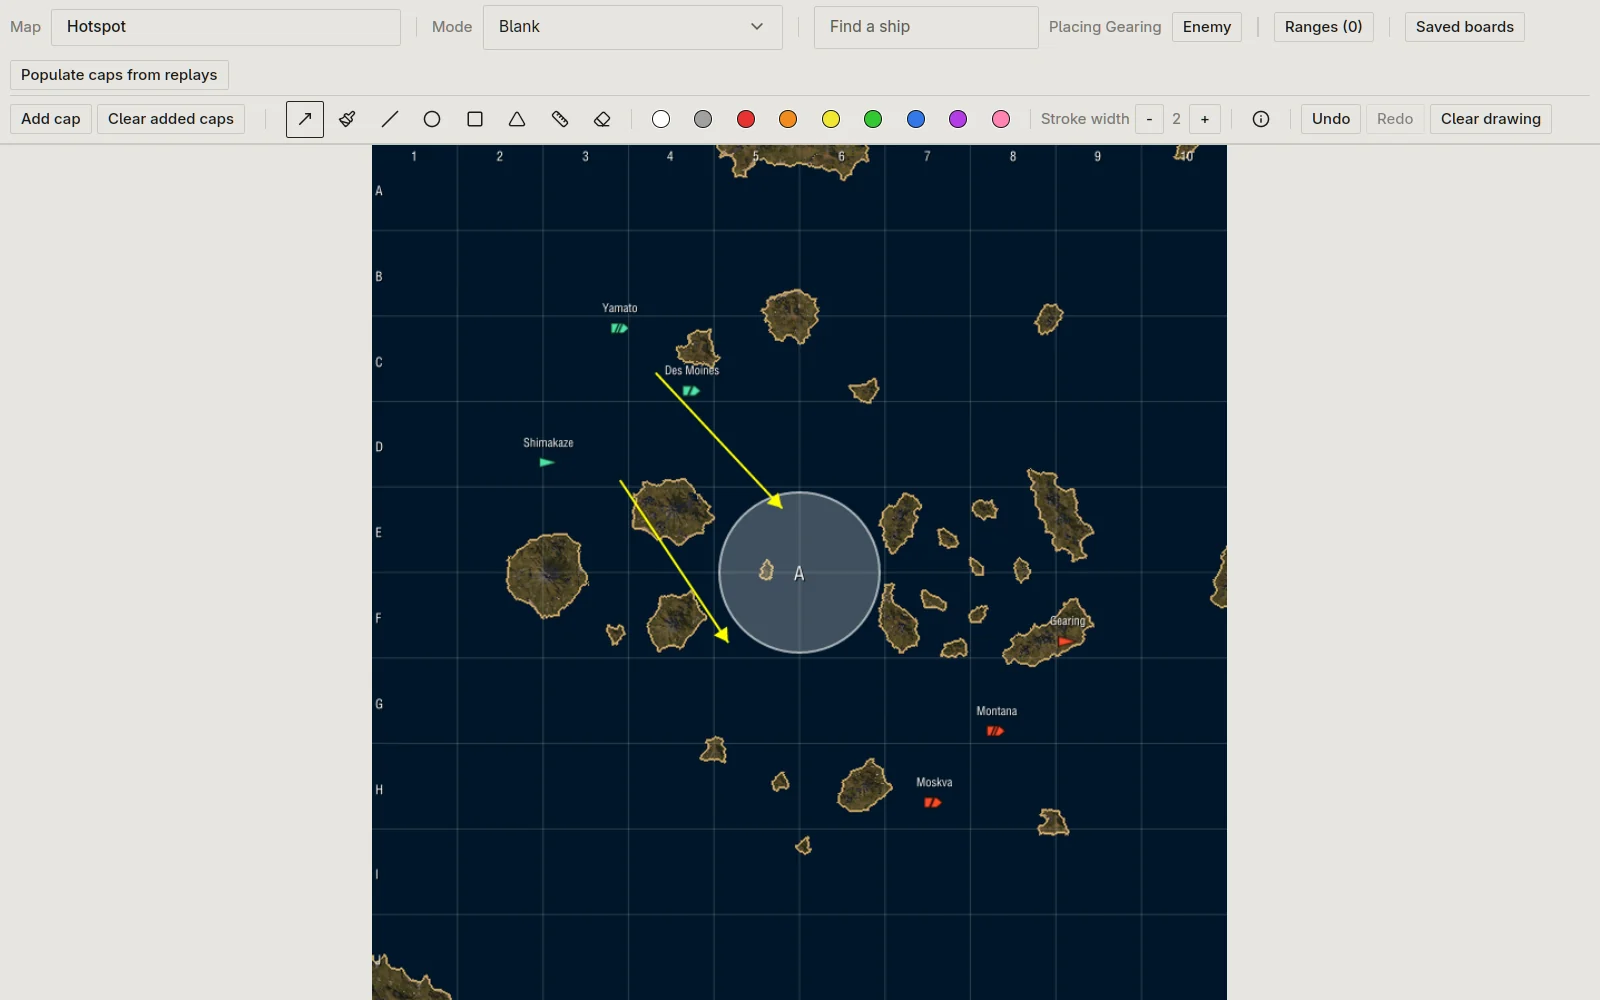 Map Hotspot Mode Blank Find a ship Placing Gearing Enemy Ranges (0) Saved boards
Populate caps from replays
Add cap Clear added caps Stroke width - 2 + Undo Redo Clear drawing
1 2 3 4 5 6 7 8 9 10
A
B
Yamato
C
Des Moines
D
Shimakaze
E
A
F
Gearing
G
Montana
H
Moskva
I
J